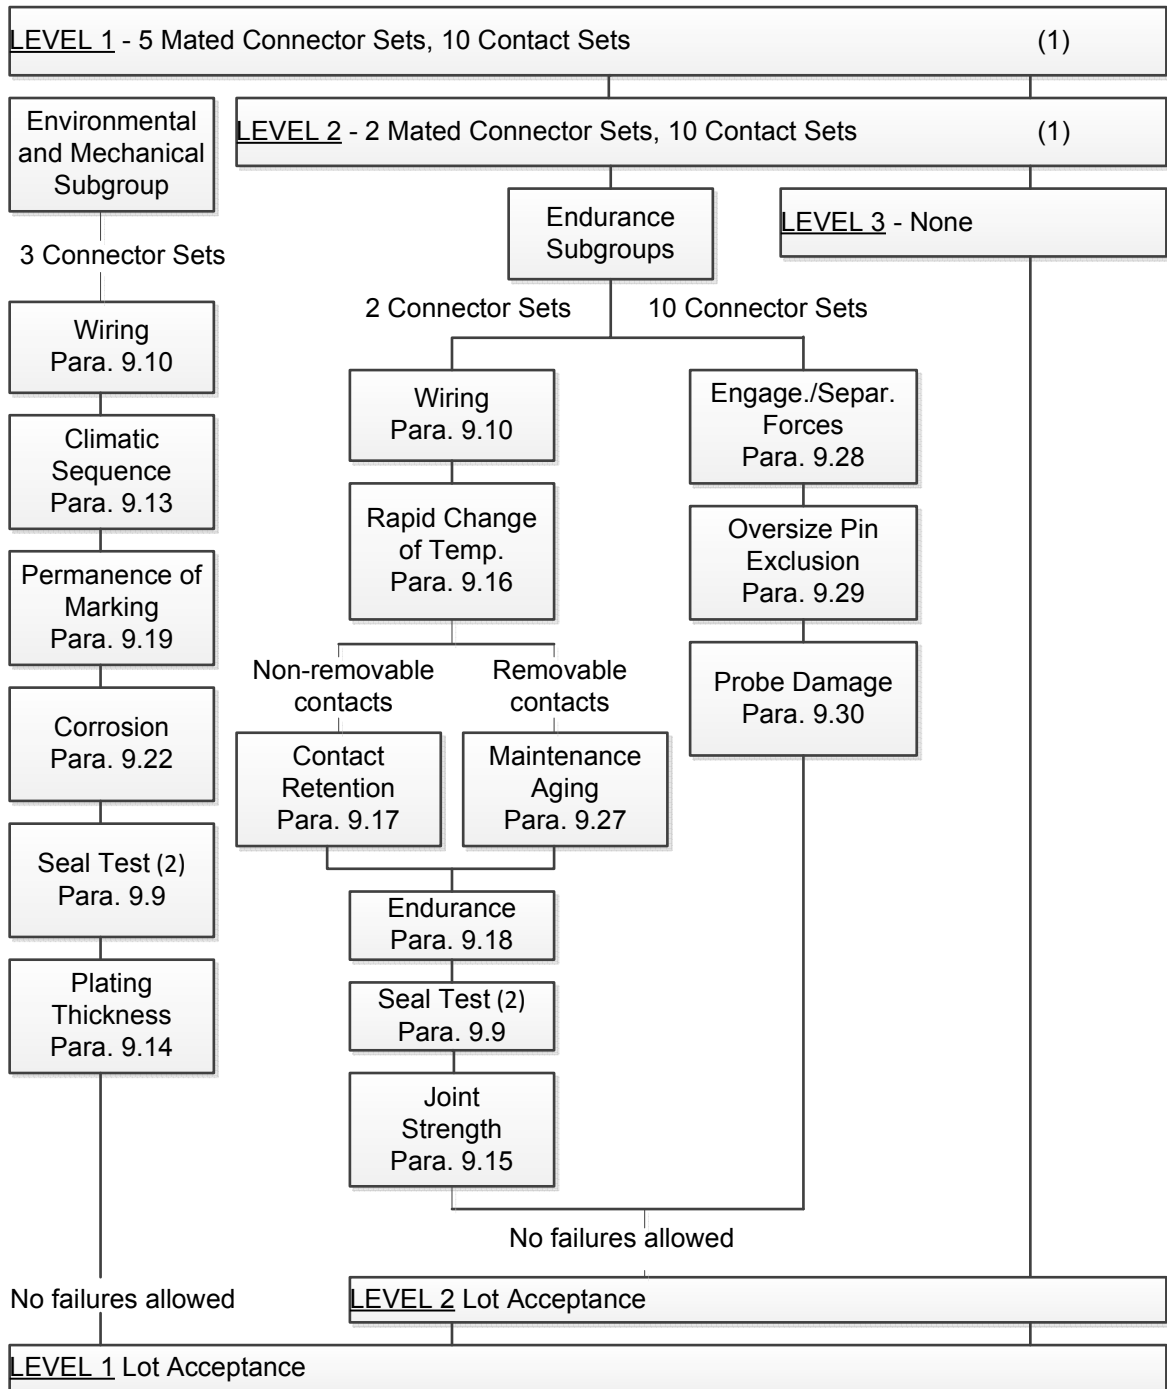 LEVEL 1 - 5 Mated Connector Sets, 10 Contact Sets (1)
Environmental
and Mechanical
Subgroup
LEVEL 2 - 2 Mated Connector Sets, 10 Contact Sets (1)
Endurance
Subgroups
LEVEL 3 - None
3 Connector Sets
2 Connector Sets
10 Connector Sets
Wiring
Para. 9.10
Climatic
Sequence
Para. 9.13
Permanence of
Marking
Para. 9.19
Corrosion
Para. 9.22
Seal Test (2)
Para. 9.9
Plating
Thickness
Para. 9.14
Wiring
Para. 9.10
Rapid Change
of Temp.
Para. 9.16
Non-removable
contacts
Removable
contacts
Contact
Retention
Para. 9.17
Maintenance
Aging
Para. 9.27
Endurance
Para. 9.18
Seal Test (2)
Para. 9.9
Joint
Strength
Para. 9.15
Engage./Separ.
Forces
Para. 9.28
Oversize Pin
Exclusion
Para. 9.29
Probe Damage
Para. 9.30
No failures allowed
No failures allowed
LEVEL 2 Lot Acceptance
LEVEL 1 Lot Acceptance